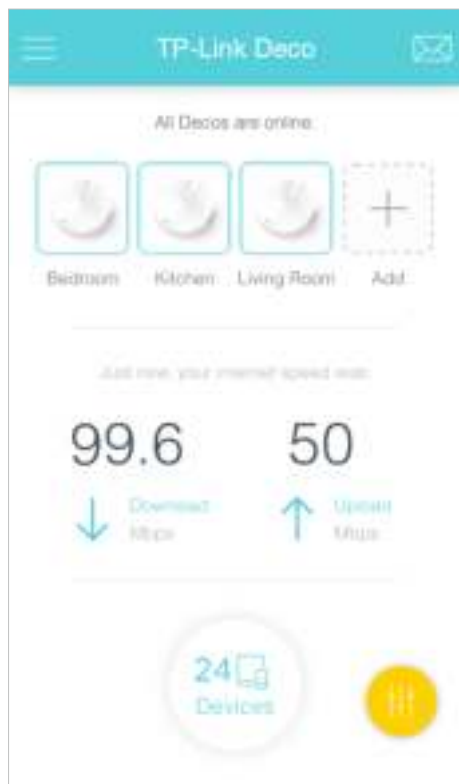 TP-Link Deco
All Decos are online.
Bedroom Kitchen Living Room Add
Just now, your internet speed was:
99.6 50
Download Upload
Mbps Mbps
24
Devices